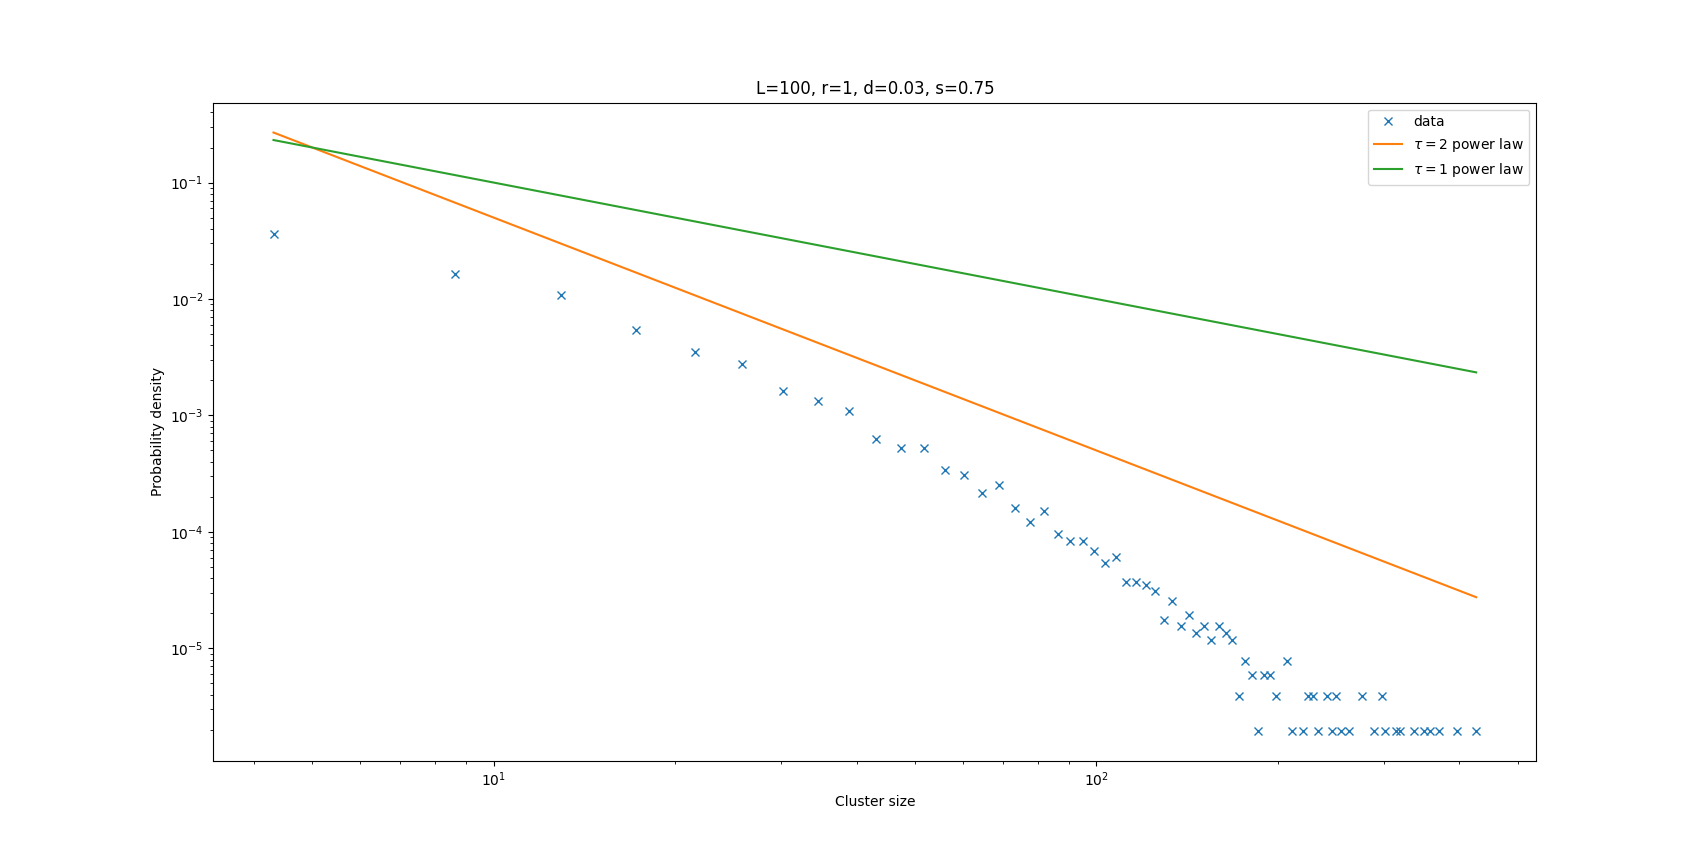 L=100, r=1, d=0.03, s=0.75
data
τ = 2 power law
τ = 1 power law
Probability density
10⁻¹
10⁻²
10⁻³
10⁻⁴
10⁻⁵
10¹
10²
Cluster size